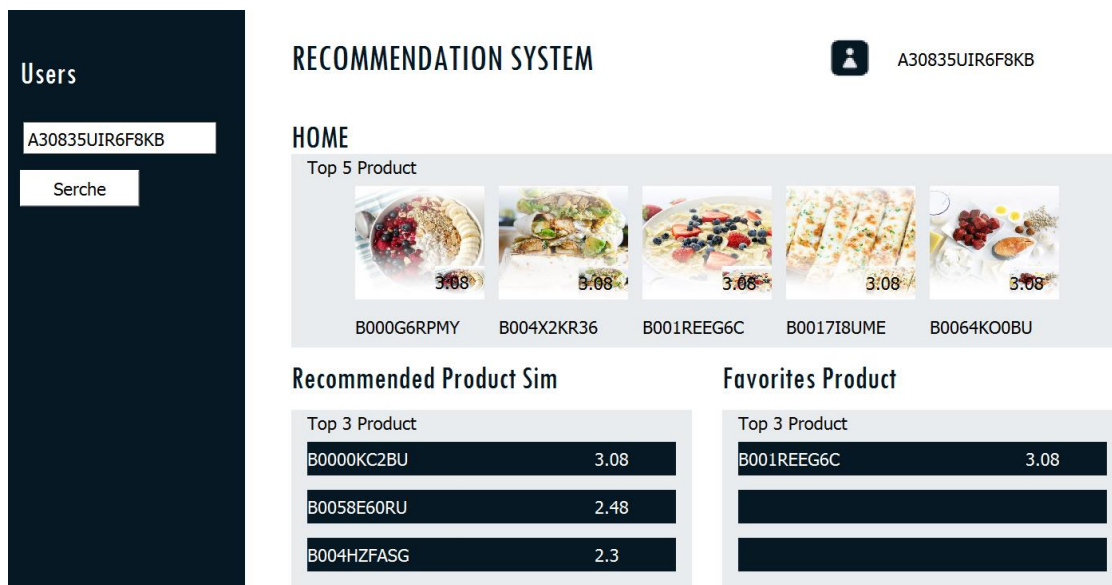 Users
A30835UIR6F8KB
Serche
RECOMMENDATION SYSTEM
A30835UIR6F8KB
HOME
Top 5 Product
3.08 3.08 3.08 3.08 3.08
B000G6RPMY B004X2KR36 B001REEG6C B0017I8UME B0064KO0BU
Recommended Product Sim
Top 3 Product
B0000KC2BU 3.08
B0058E60RU 2.48
B004HZFASG 2.3
Favorites Product
Top 3 Product
B001REEG6C 3.08